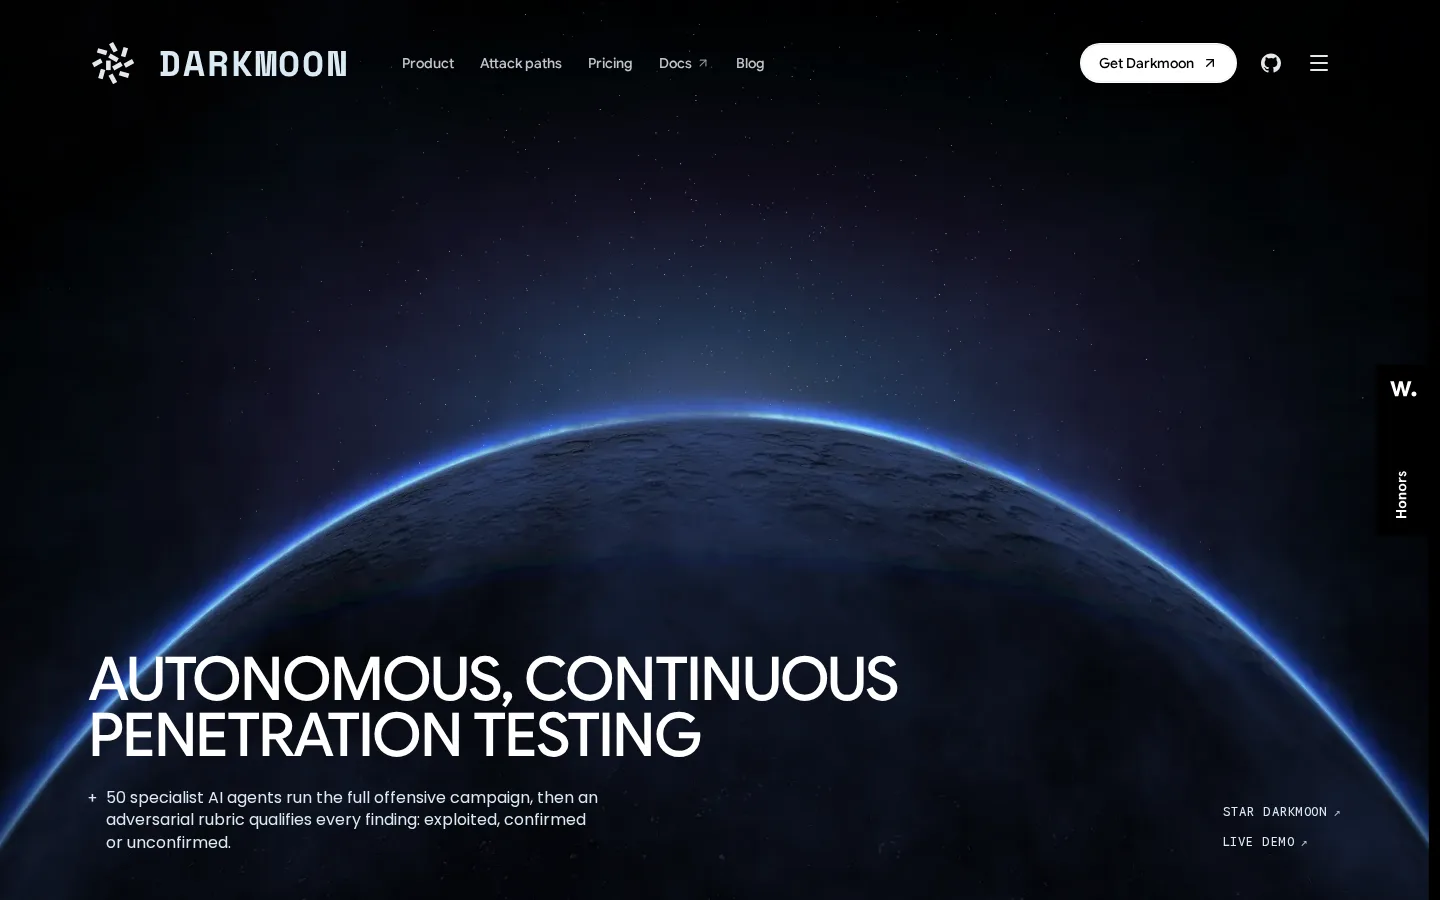 DARKMOON
Product
Attack paths
Pricing
Docs ↗
Blog
Get Darkmoon ↗
W.
Honors
AUTONOMOUS, CONTINUOUS
PENETRATION TESTING
+ 50 specialist AI agents run the full offensive campaign, then an
adversarial rubric qualifies every finding: exploited, confirmed
or unconfirmed.
STAR DARKMOON ↗
LIVE DEMO ↗